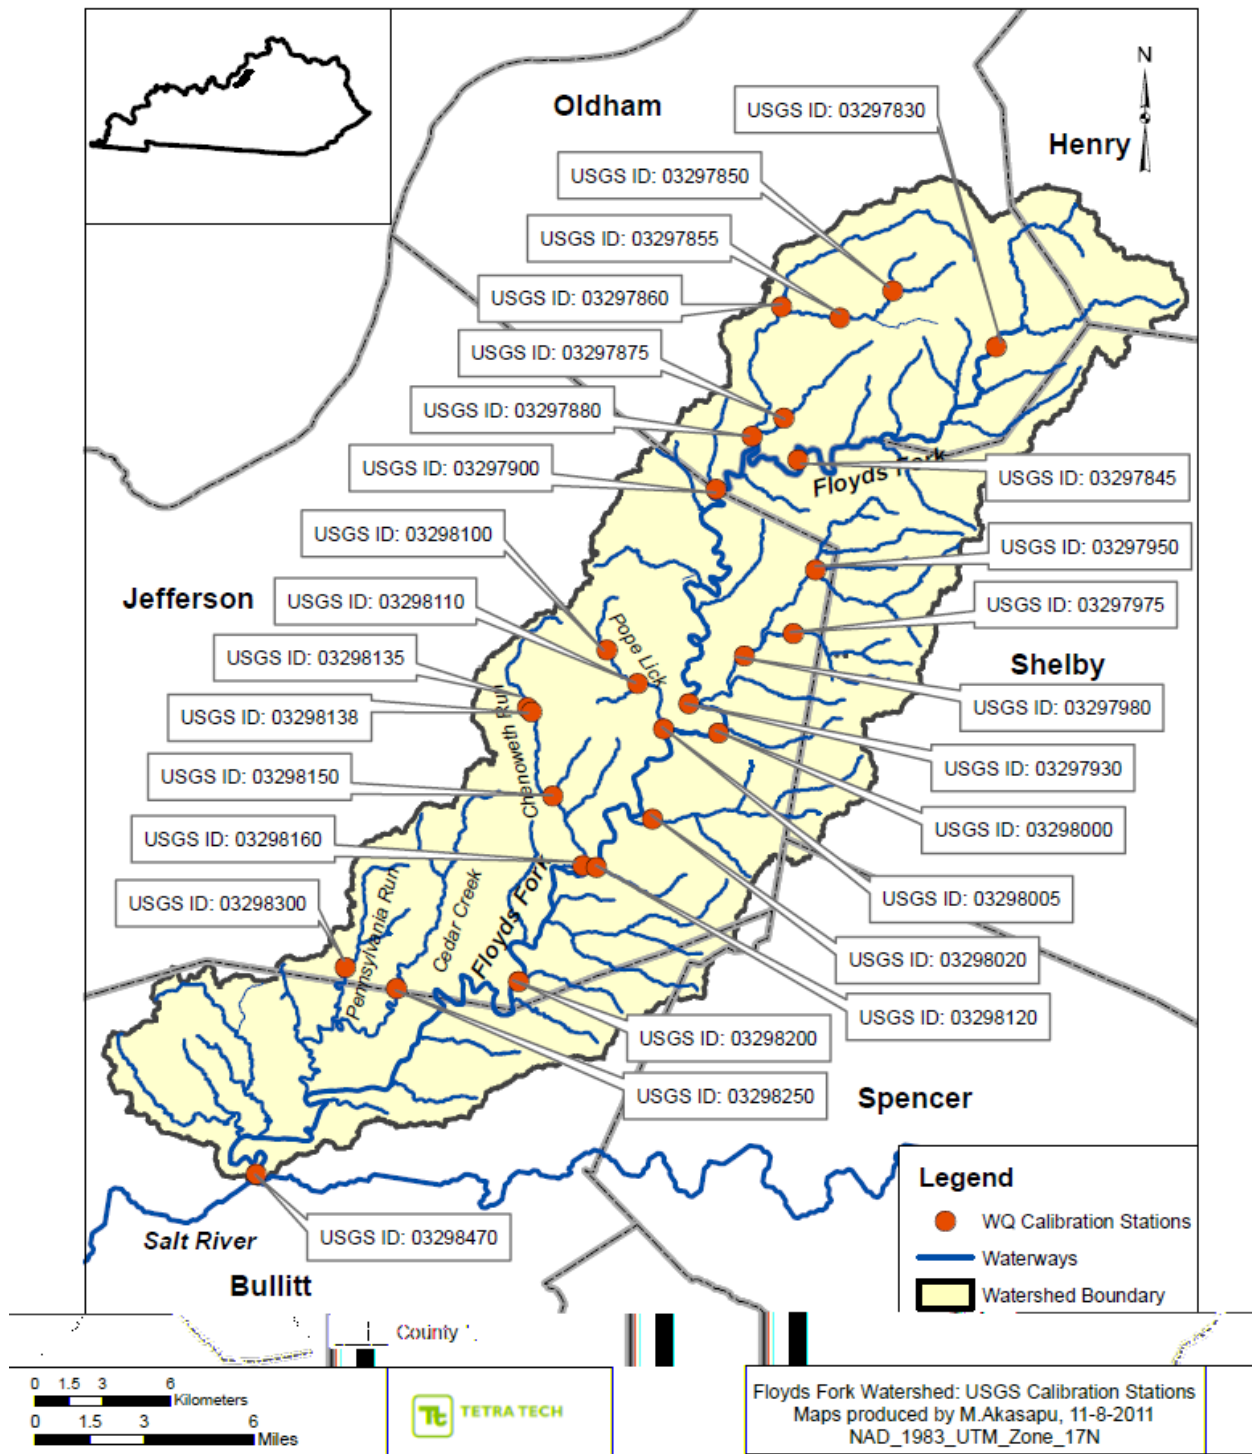 N
Oldham
USGS ID: 03297830
Henry
USGS ID: 03297850
USGS ID: 03297855
USGS ID: 03297860
USGS ID: 03297875
USGS ID: 03297880
USGS ID: 03297900
Floyds Fork
USGS ID: 03297845
USGS ID: 03298100
USGS ID: 03297950
Jefferson
USGS ID: 03298110
USGS ID: 03297975
Pope Lick
USGS ID: 03298135
Shelby
USGS ID: 03298138
Chenoweth Run
USGS ID: 03297980
USGS ID: 03298150
USGS ID: 03297930
USGS ID: 03298160
USGS ID: 03298000
USGS ID: 03298300
Pennsylvania Run
Cedar Creek
Floyds Fork
USGS ID: 03298005
USGS ID: 03298020
USGS ID: 03298120
USGS ID: 03298200
USGS ID: 03298250
Spencer
Salt River
USGS ID: 03298470
Bullitt
Legend
WQ Calibration Stations
Waterways
Watershed Boundary
County
0 1.5 3 6
Kilometers
0 1.5 3 6
Miles
Tt TETRA TECH
Floyds Fork Watershed: USGS Calibration Stations
Maps produced by M.Akasapu, 11-8-2011
NAD_1983_UTM_Zone_17N